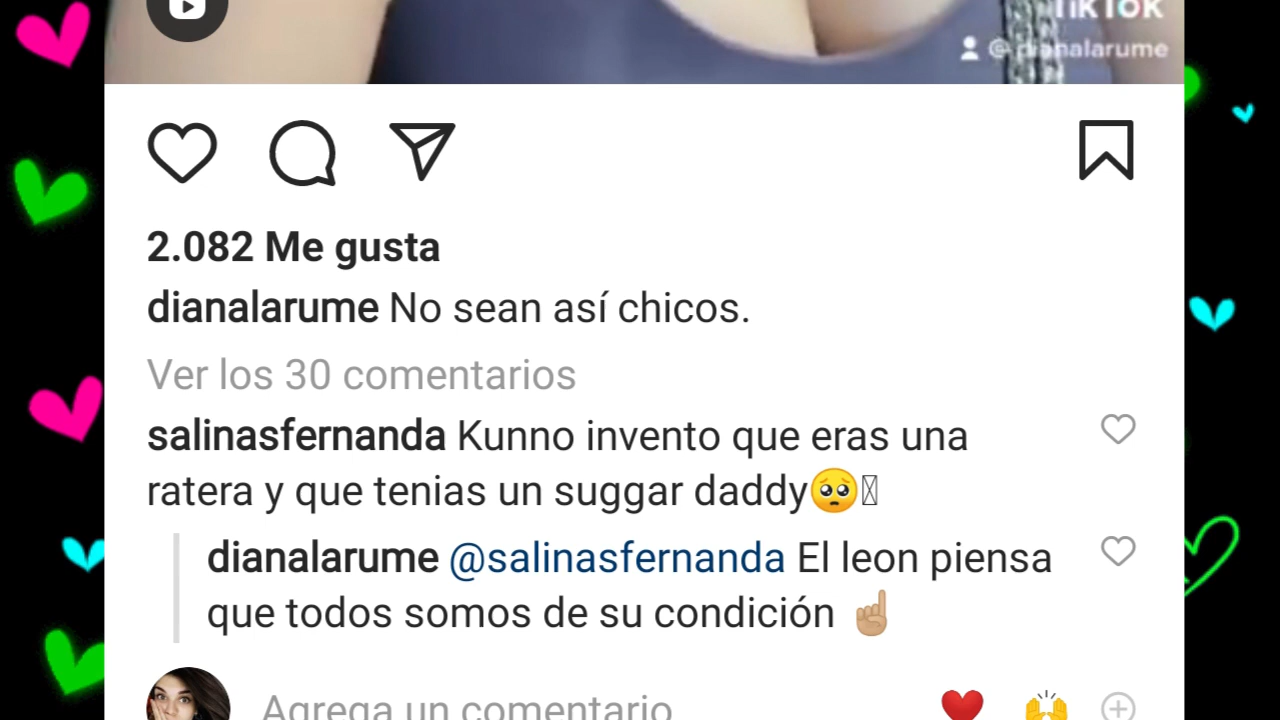 TikTok
@dianalarume
2.082 Me gusta
dianalarume No sean así chicos.
Ver los 30 comentarios
salinasfernanda Kunno invento que eras una
ratera y que tenias un suggar daddy🥺
dianalarume @salinasfernanda El leon piensa
que todos somos de su condición ☝🏼
Agrega un comentario